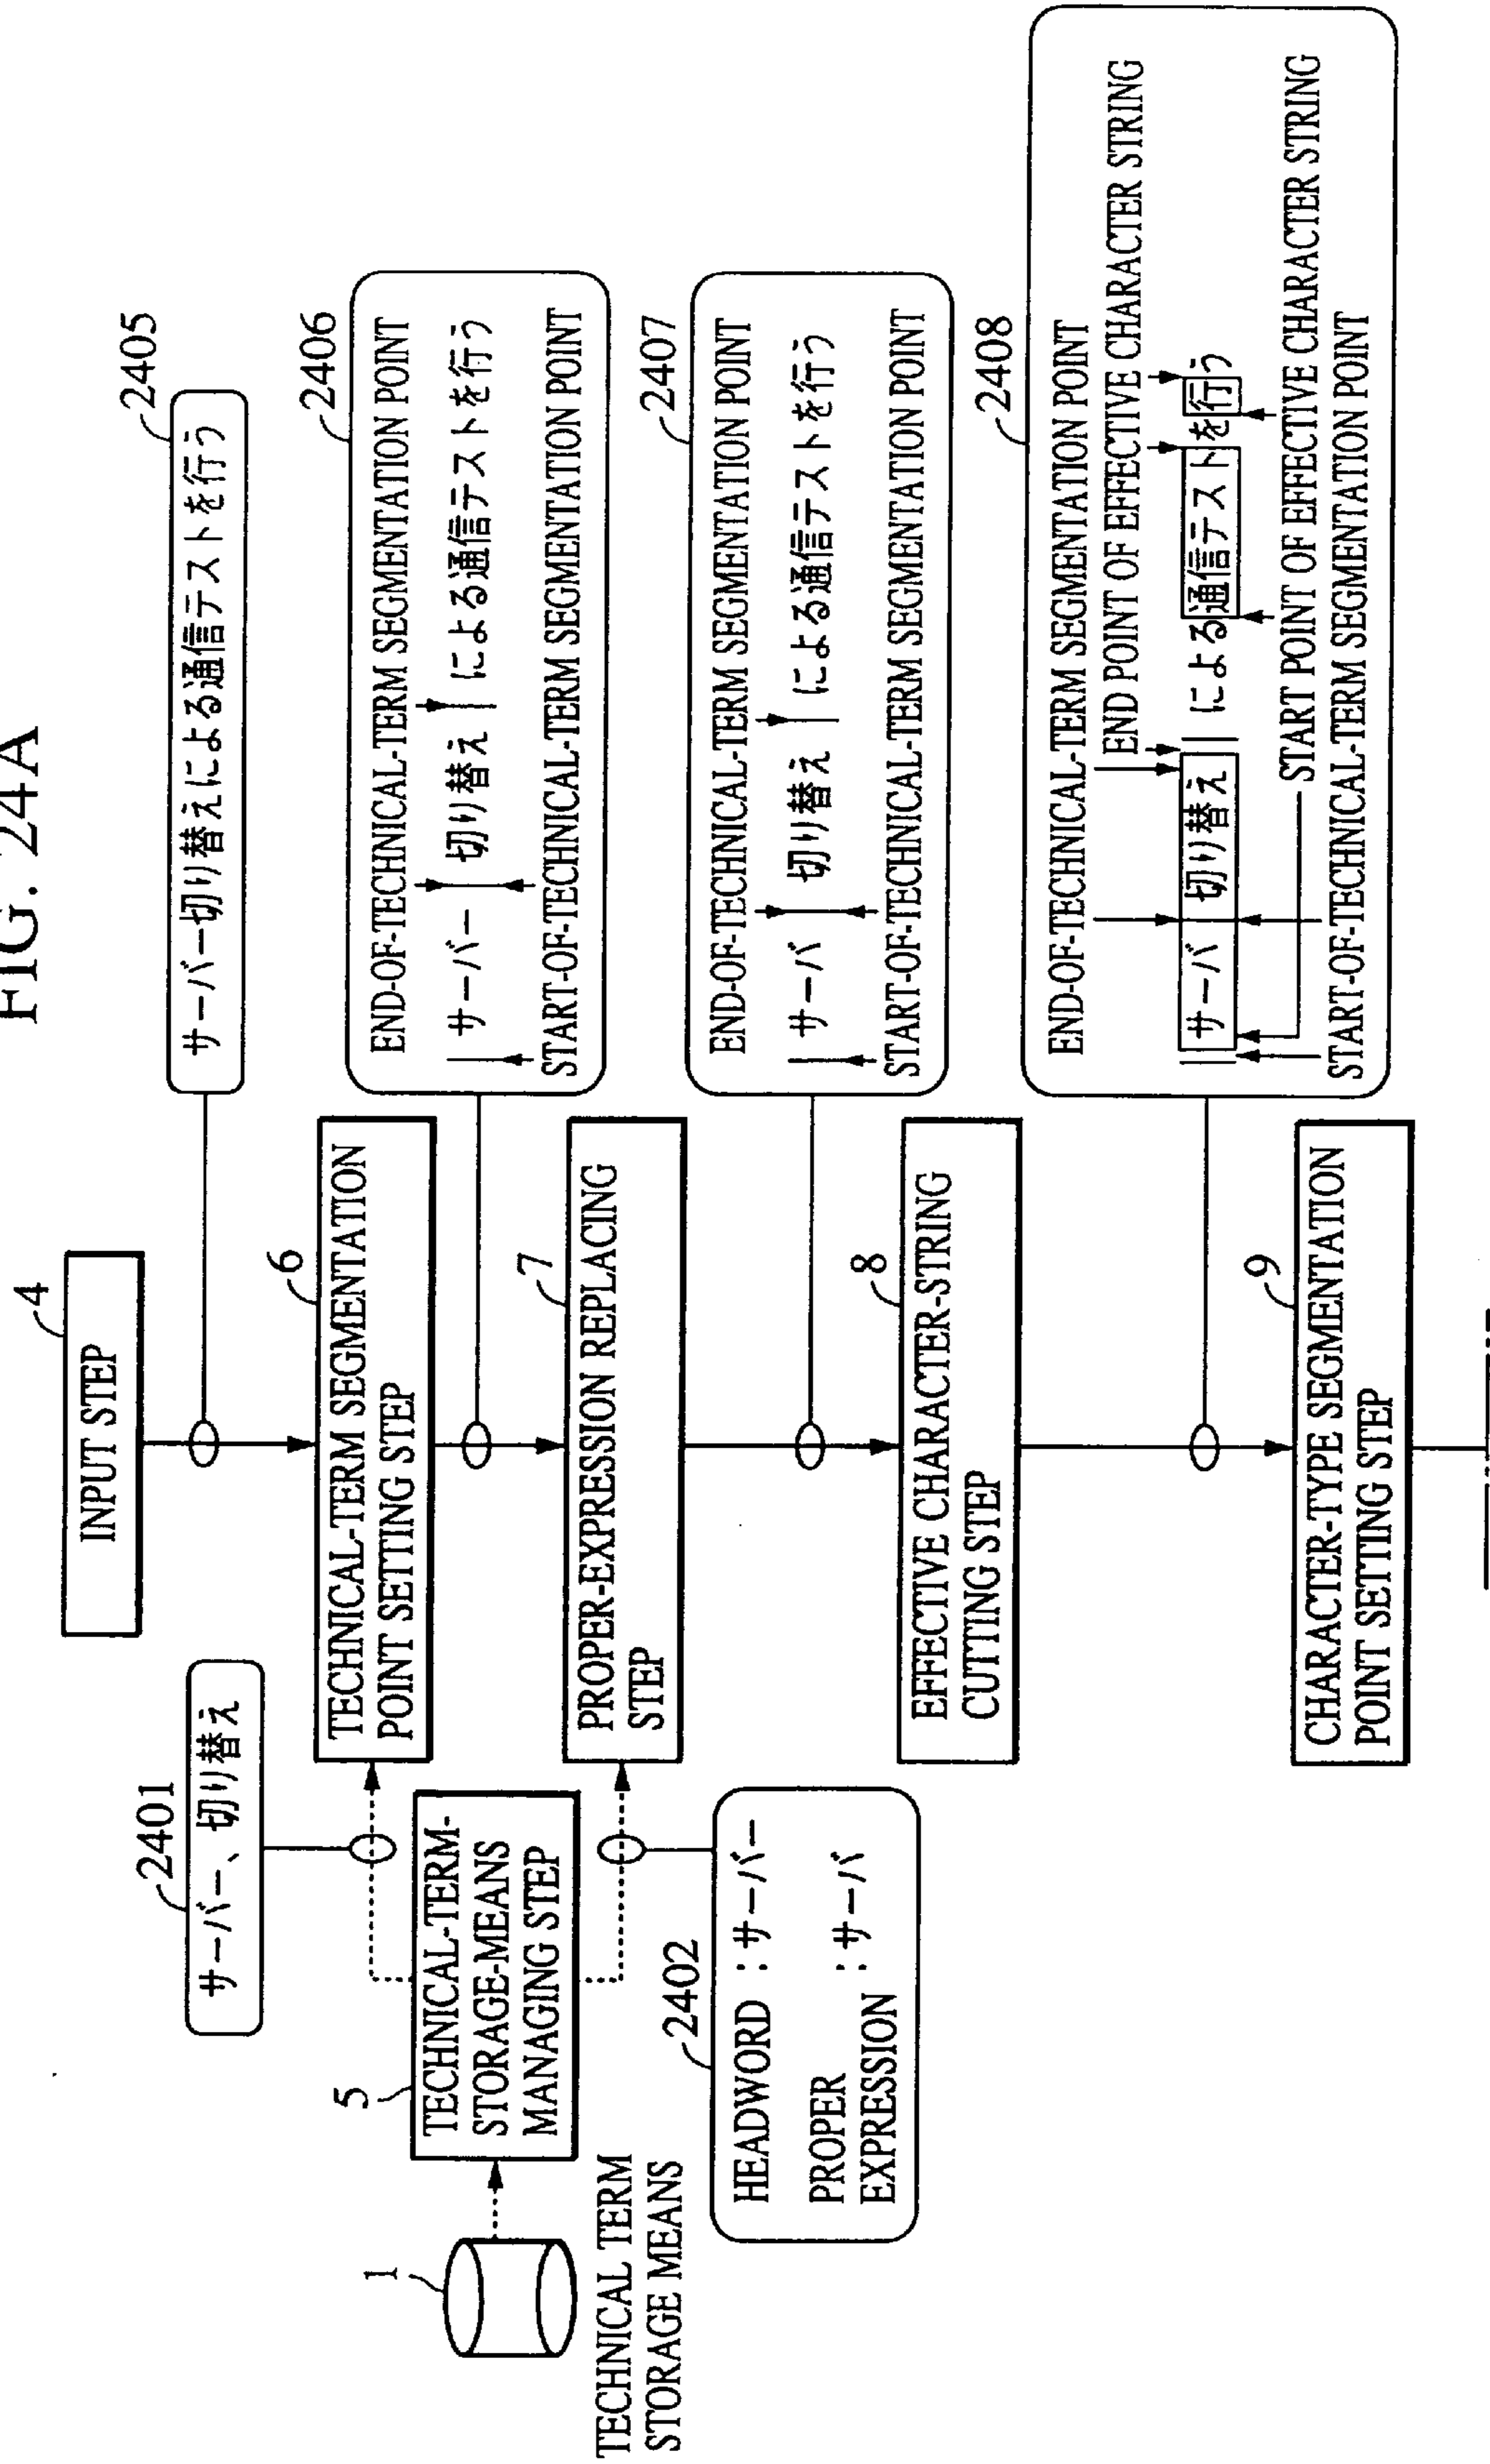 FIG. 24A
4
INPUT STEP
2405
サーバー切り替えによる通信テストを行う
2401
サーバー、切り替え
6
TECHNICAL-TERM SEGMENTATION
POINT SETTING STEP
2406
END-OF-TECHNICAL-TERM SEGMENTATION POINT
サーバー 切り替え による通信テストを行う
START-OF-TECHNICAL-TERM SEGMENTATION POINT
1
TECHNICAL TERM
STORAGE MEANS
5
TECHNICAL-TERM-
STORAGE-MEANS
MANAGING STEP
7
PROPER-EXPRESSION REPLACING
STEP
2407
END-OF-TECHNICAL-TERM SEGMENTATION POINT
サーバ 切り替え による通信テストを行う
START-OF-TECHNICAL-TERM SEGMENTATION POINT
2402
HEADWORD :サーバー
PROPER
EXPRESSION :サーバ
8
EFFECTIVE CHARACTER-STRING
CUTTING STEP
2408
END-OF-TECHNICAL-TERM SEGMENTATION POINT
END POINT OF EFFECTIVE CHARACTER STRING
サーバ 切り替え による通信テストを行う
START POINT OF EFFECTIVE CHARACTER STRING
START-OF-TECHNICAL-TERM SEGMENTATION POINT
9
CHARACTER-TYPE SEGMENTATION
POINT SETTING STEP